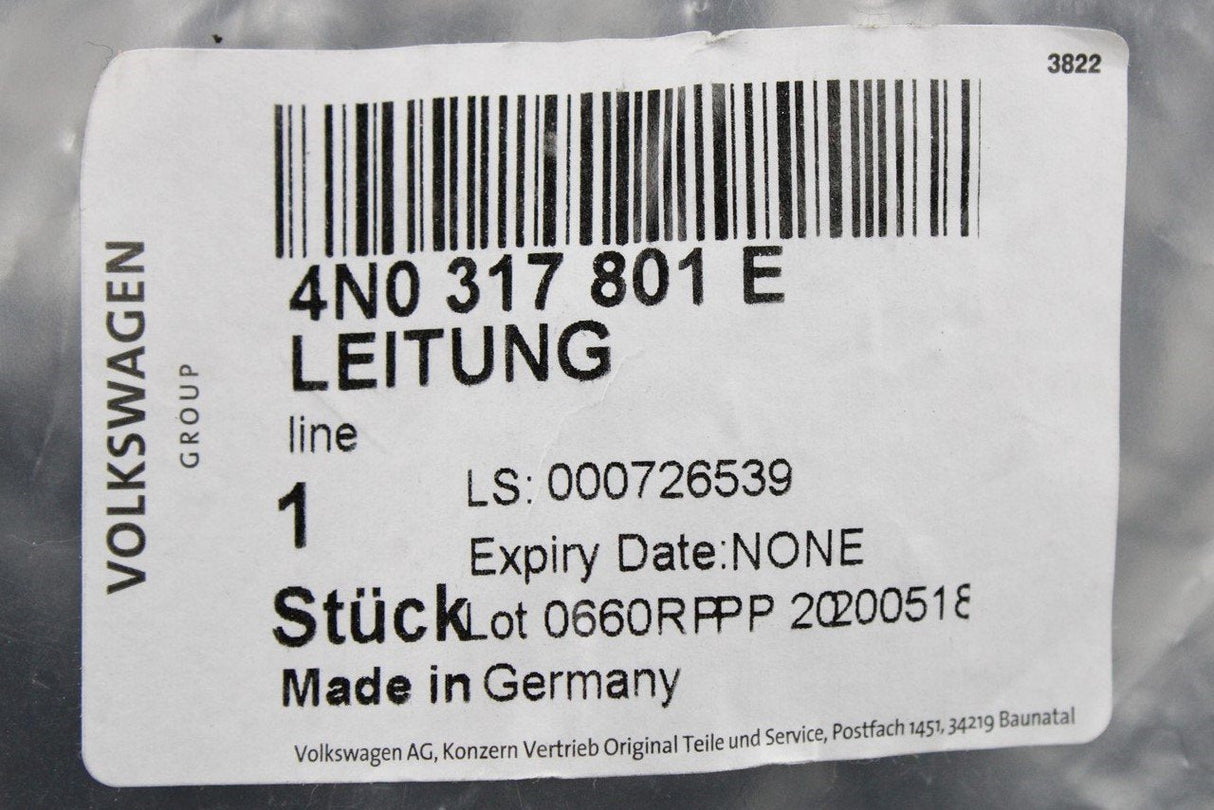 3822
4N0 317 801 E
LEITUNG
line
1
LS: 000726539
Expiry Date:NONE
Stück
Lot 0660RPPPP 20200518
Made in Germany
Volkswagen AG, Konzern Vertrieb Original Teile und Service, Postfach 1451, 34219 Baunatal
VOLKSWAGEN
GROUP